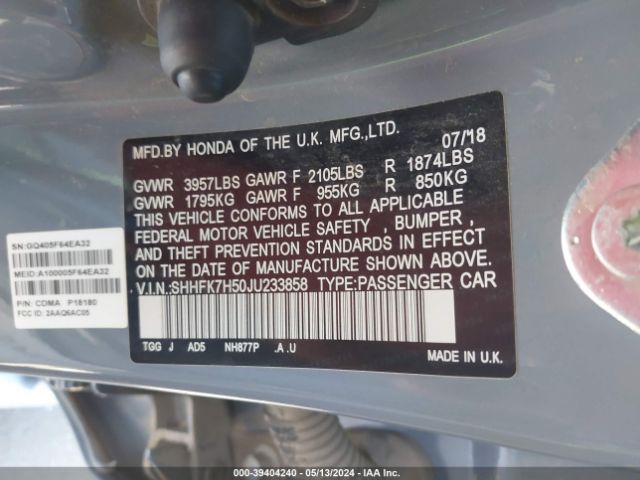 MFD.BY HONDA OF THE U.K. MFG.,LTD. 07/18
GVWR 3957LBS GAWR F 2105LBS R 1874LBS
GVWR 1795KG GAWR F 955KG R 850KG
THIS VEHICLE CONFORMS TO ALL APPLICABLE
FEDERAL MOTOR VEHICLE SAFETY , BUMPER ,
AND THEFT PREVENTION STANDARDS IN EFFECT
ON THE DATE OF MANUFACTURE SHOWN ABOVE.
V.I.N.:SHHFK7H50JU233858 TYPE:PASSENGER CAR
TGG J AD5 NH877P .A .U
MADE IN U.K.
SN:GQ405F64EA32
MEID:A100005F64EA32
P/N: CDMA P18180
FCC ID: 2AAQ6AC05
000-39404240 - 05/13/2024 - IAA Inc.